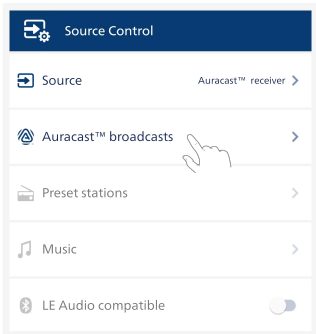 Source Control
Source Auracast™ receiver
Auracast™ broadcasts
Preset stations
Music
LE Audio compatible